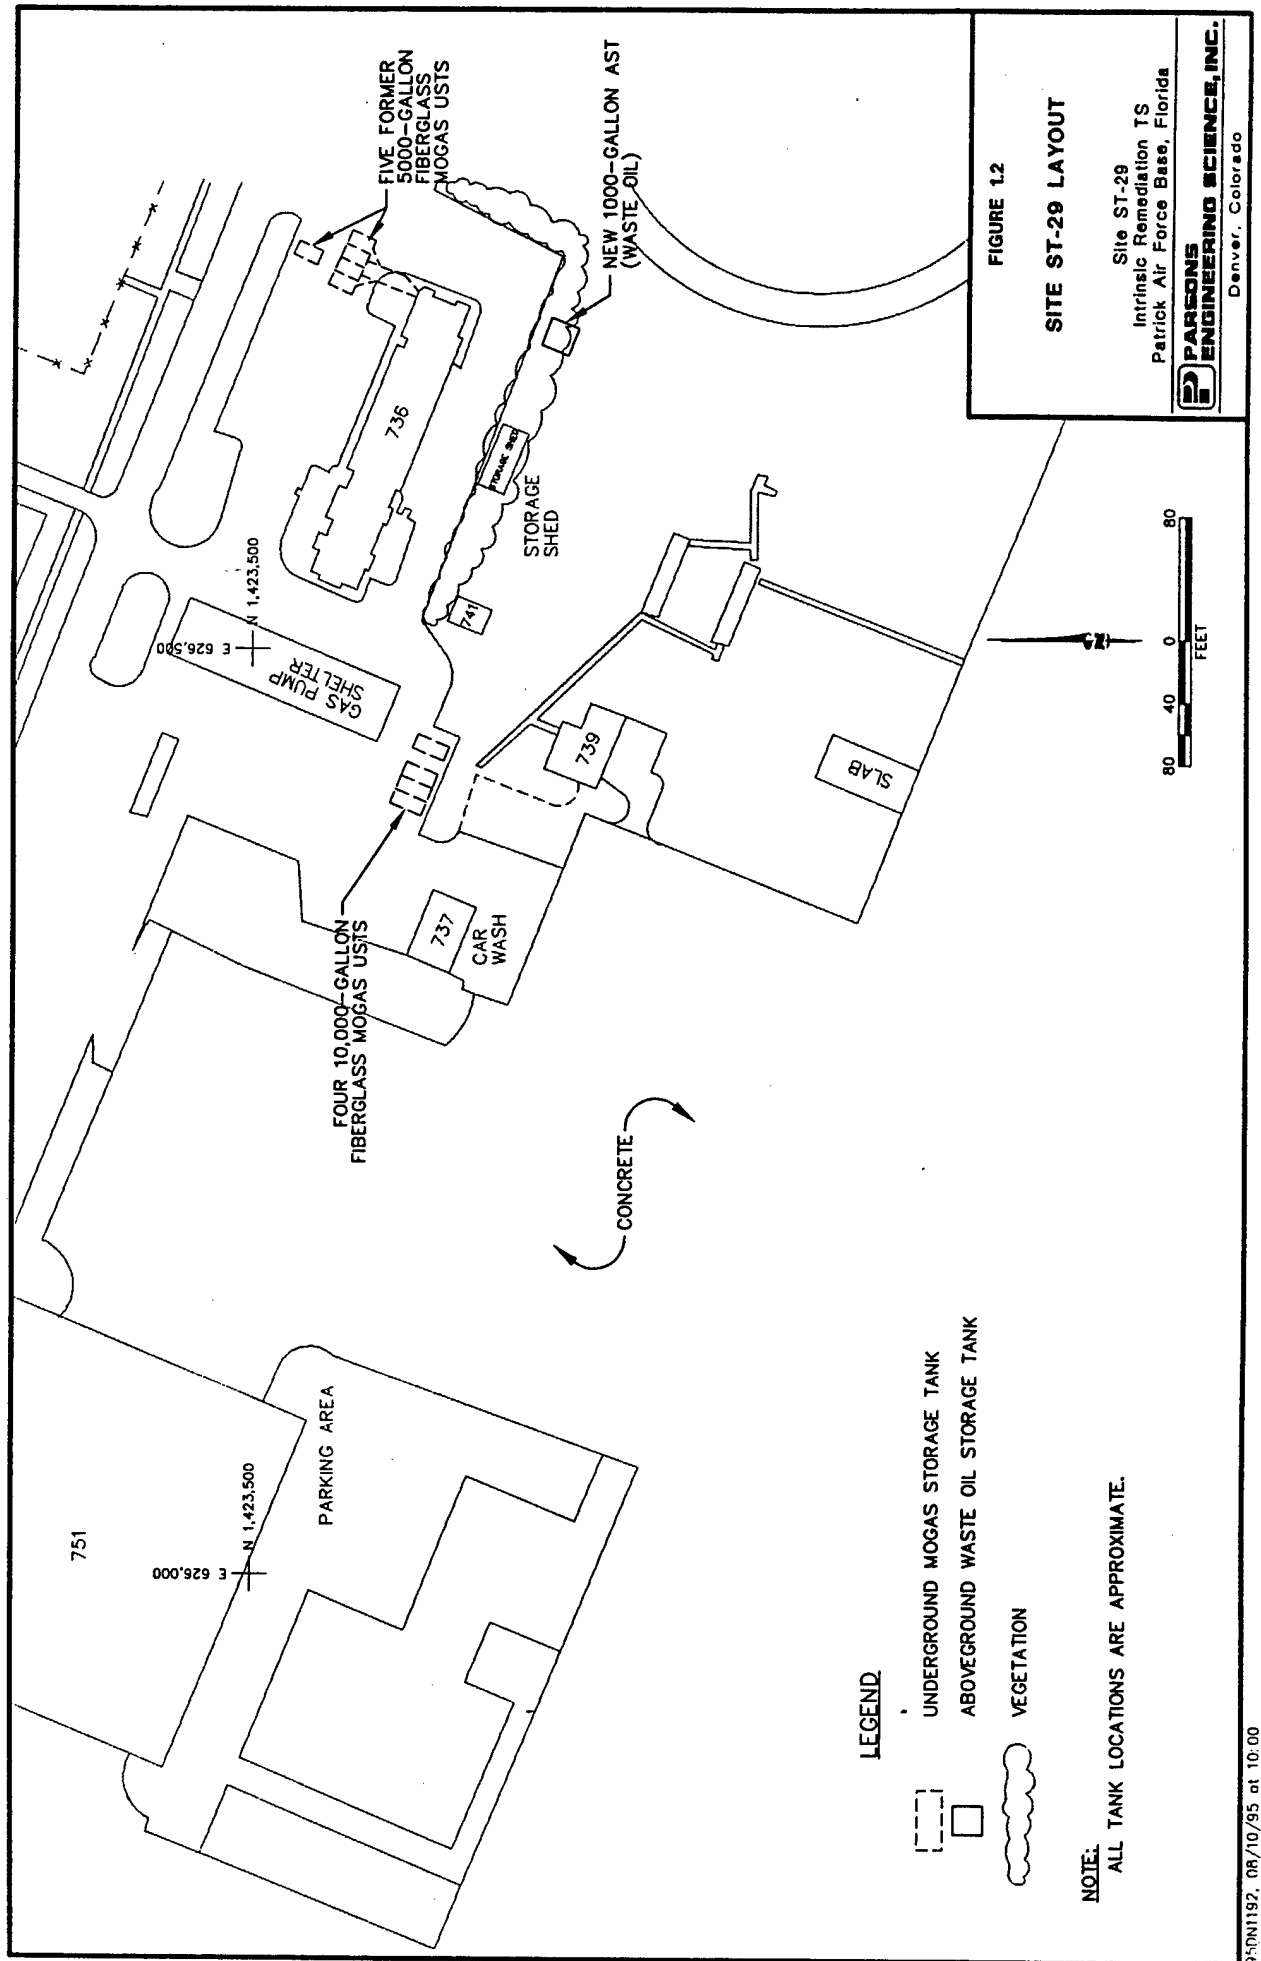 751
E 626,000
N 1,423,500
PARKING AREA
FOUR 10,000-GALLON
FIBERGLASS MOGAS USTS
CONCRETE
737
CAR
WASH
GAS PUMP
SHELTER
E 626,500
N 1,423,500
736
FIVE FORMER
5000-GALLON
FIBERGLASS
MOGAS USTS
NEW 1000-GALLON AST
(WASTE OIL)
STORAGE SHED
STORAGE
SHED
741
739
SLAB
LEGEND
UNDERGROUND MOGAS STORAGE TANK
ABOVEGROUND WASTE OIL STORAGE TANK
VEGETATION
NOTE:
ALL TANK LOCATIONS ARE APPROXIMATE.
80 40 0 80
FEET
FIGURE 1.2
SITE ST-29 LAYOUT
Site ST-29
Intrinsic Remediation TS
Patrick Air Force Base, Florida
PARSONS
ENGINEERING SCIENCE, INC.
Denver, Colorado
95DN1192, 08/10/95 at 10:00